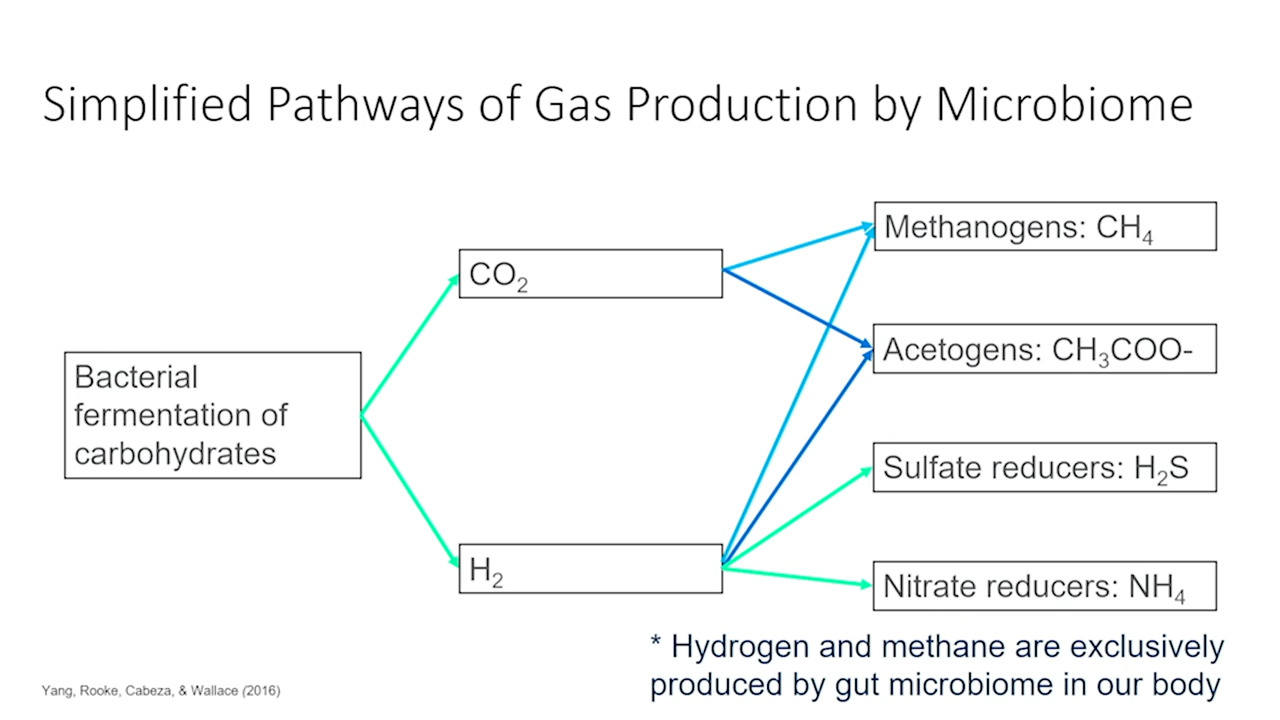 Simplified Pathways of Gas Production by Microbiome
Bacterial
fermentation of
carbohydrates
CO₂
H₂
Methanogens: CH₄
Acetogens: CH₃COO-
Sulfate reducers: H₂S
Nitrate reducers: NH₄
* Hydrogen and methane are exclusively
produced by gut microbiome in our body
Yang, Rooke, Cabeza, & Wallace (2016)